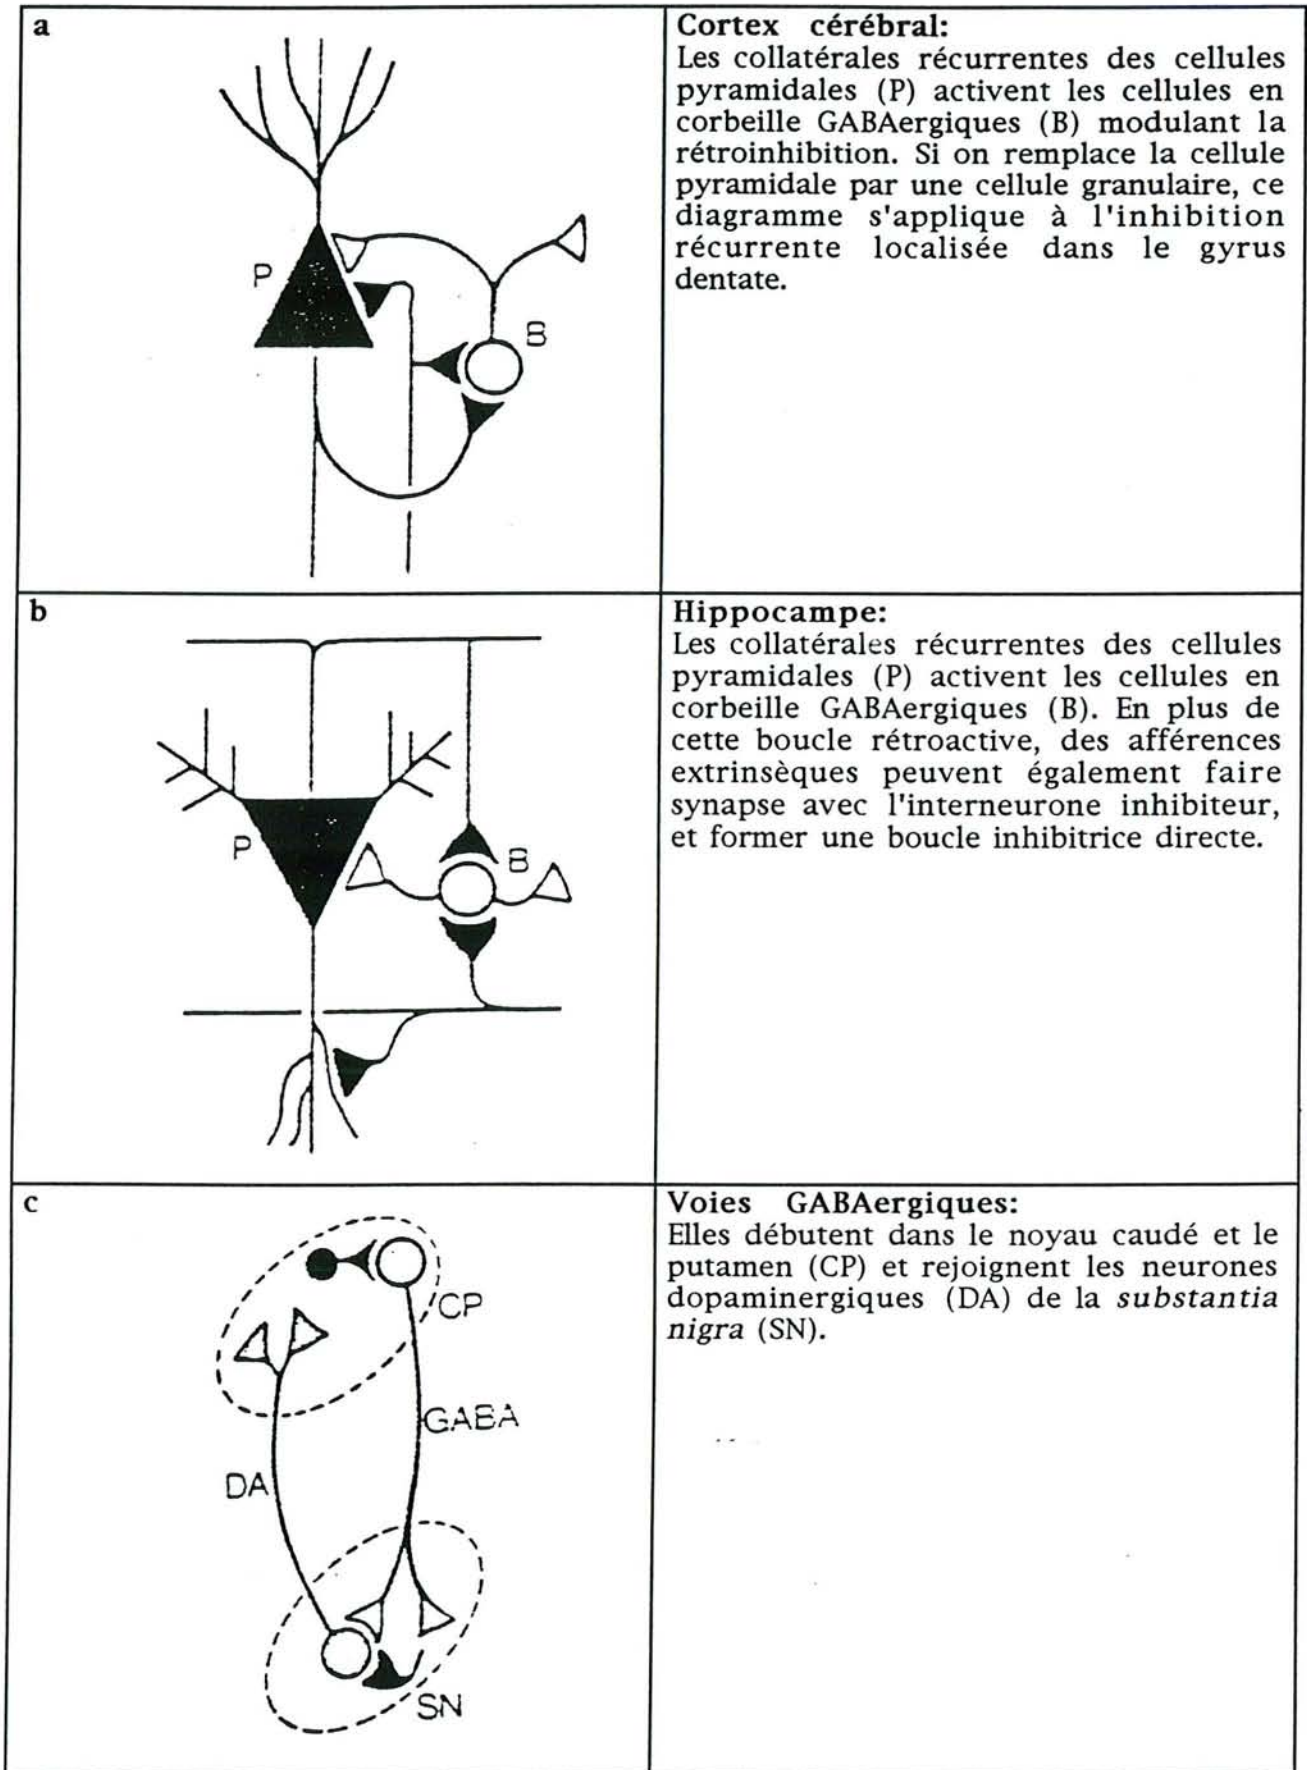 a
Cortex cérébral:
Les collatérales récurrentes des cellules
pyramidales (P) activent les cellules en
corbeille GABAergiques (B) modulant la
rétroinhibition. Si on remplace la cellule
pyramidale par une cellule granulaire, ce
diagramme s'applique à l'inhibition
récurrente localisée dans le gyrus
dentate.
P
B
b
Hippocampe:
Les collatérales récurrentes des cellules
pyramidales (P) activent les cellules en
corbeille GABAergiques (B). En plus de
cette boucle rétroactive, des afférences
extrinsèques peuvent également faire
synapse avec l'interneurone inhibiteur,
et former une boucle inhibitrice directe.
P
B
c
Voies GABAergiques:
Elles débutent dans le noyau caudé et le
putamen (CP) et rejoignent les neurones
dopaminergiques (DA) de la substantia
nigra (SN).
CP
GABA
DA
SN